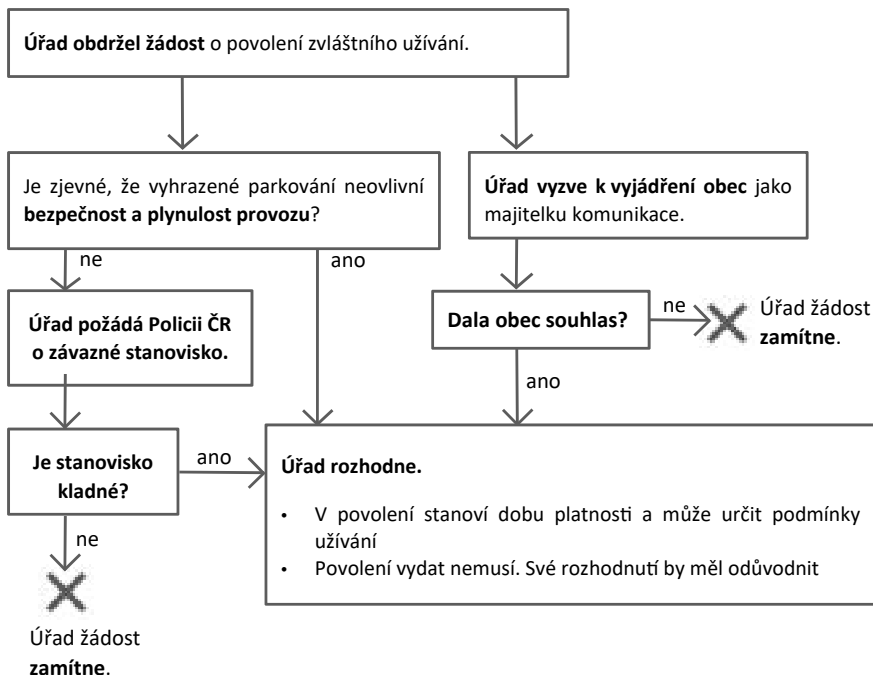 Úřad obdržel žádost o povolení zvláštního užívání.
Je zjevné, že vyhrazené parkování neovlivní
bezpečnost a plynulost provozu?
Úřad vyzve k vyjádření obec jako
majitelku komunikace.
ne
ano
Úřad požádá Policii ČR
o závazné stanovisko.
Dala obec souhlas?
ne
Úřad žádost
zamítne.
ano
Je stanovisko
kladné?
ano
Úřad rozhodne.
• V povolení stanoví dobu platnosti a může určit podmínky
užívání
• Povolení vydat nemusí. Své rozhodnutí by měl odůvodnit
ne
Úřad žádost
zamítne.